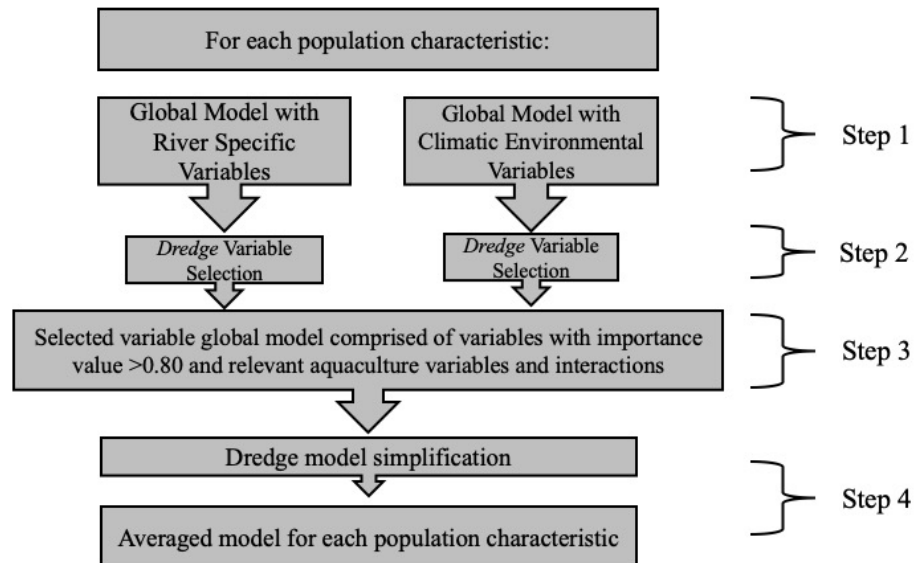 For each population characteristic:
Global Model with
River Specific
Variables
Global Model with
Climatic Environmental
Variables
Step 1
Dredge Variable
Selection
Dredge Variable
Selection
Step 2
Selected variable global model comprised of variables with importance
value >0.80 and relevant aquaculture variables and interactions
Step 3
Dredge model simplification
Averaged model for each population characteristic
Step 4